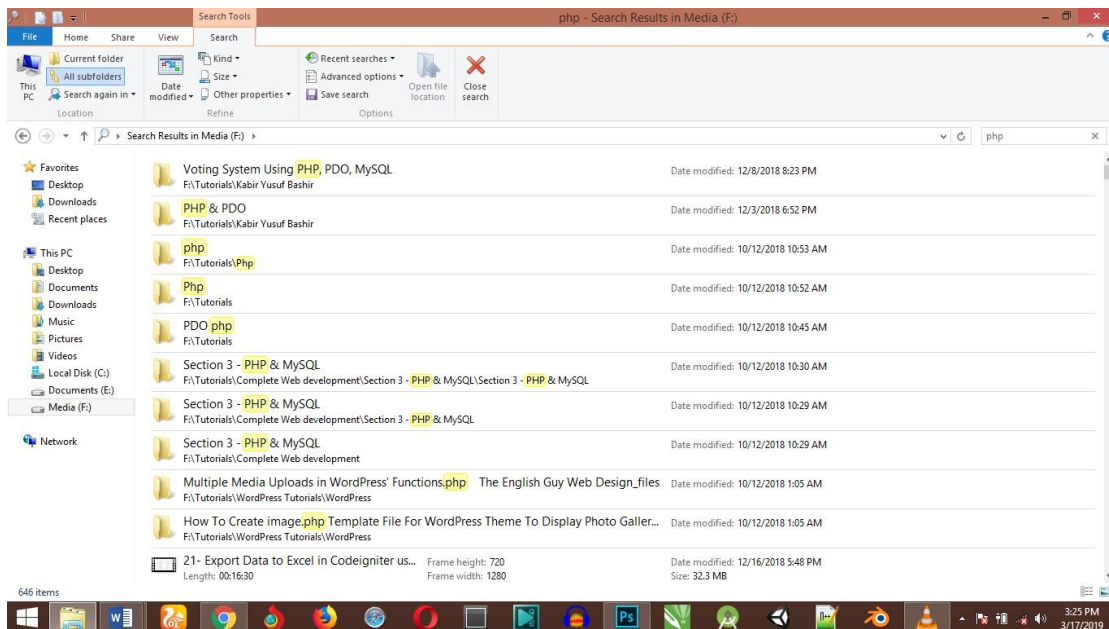 Search Tools
php - Search Results in Media (F:)
File Home Share View Search
Current folder
All subfolders
Search again in
This PC
Location
Date modified
Kind
Size
Other properties
Refine
Recent searches
Advanced options
Save search
Options
Open file location
Close search
Search Results in Media (F:)
php
Favorites
Desktop
Downloads
Recent places
This PC
Desktop
Documents
Downloads
Music
Pictures
Videos
Local Disk (C:)
Documents (E:)
Media (F:)
Network
Voting System Using PHP, PDO, MySQL
F:\Tutorials\Kabir Yusuf Bashir
Date modified: 12/8/2018 8:23 PM
PHP & PDO
F:\Tutorials\Kabir Yusuf Bashir
Date modified: 12/3/2018 6:52 PM
php
F:\Tutorials\Php
Date modified: 10/12/2018 10:53 AM
Php
F:\Tutorials
Date modified: 10/12/2018 10:52 AM
PDO php
F:\Tutorials
Date modified: 10/12/2018 10:45 AM
Section 3 - PHP & MySQL
F:\Tutorials\Complete Web development\Section 3 - PHP & MySQL\Section 3 - PHP & MySQL
Date modified: 10/12/2018 10:30 AM
Section 3 - PHP & MySQL
F:\Tutorials\Complete Web development\Section 3 - PHP & MySQL
Date modified: 10/12/2018 10:29 AM
Section 3 - PHP & MySQL
F:\Tutorials\Complete Web development
Date modified: 10/12/2018 10:29 AM
Multiple Media Uploads in WordPress' Functions.php The English Guy Web Design_files
F:\Tutorials\WordPress Tutorials\WordPress
Date modified: 10/12/2018 1:05 AM
How To Create image.php Template File For WordPress Theme To Display Photo Galler...
F:\Tutorials\WordPress Tutorials\WordPress
Date modified: 10/12/2018 1:05 AM
21- Export Data to Excel in Codeigniter us...
Length: 00:16:30
Frame height: 720
Frame width: 1280
Date modified: 12/16/2018 5:48 PM
Size: 32.3 MB
646 items
Ps
3:25 PM
3/17/2019